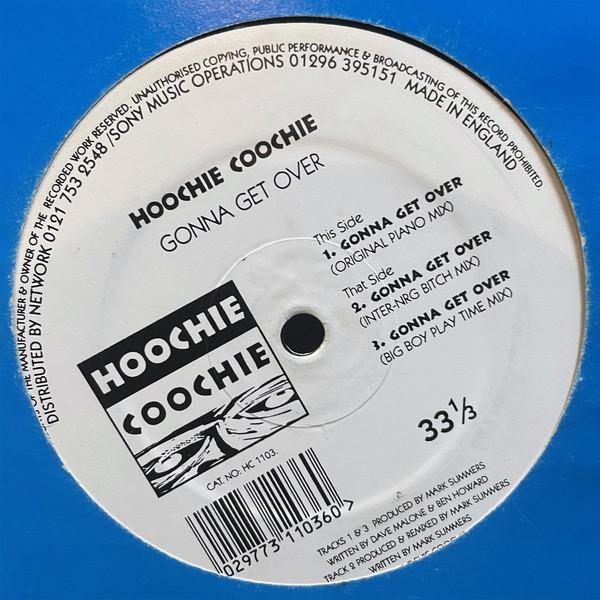 OF THE MANUFACTURER & OWNER OF THE RECORDED WORK RESERVED. UNAUTHORISED COPYING, PUBLIC PERFORMANCE & BROADCASTING OF THIS RECORD PROHIBITED.
DISTRIBUTED BY NETWORK 0121 753 2548 / SONY MUSIC OPERATIONS 01296 395151 MADE IN ENGLAND
HOOCHIE COOCHIE
GONNA GET OVER
This Side
1. GONNA GET OVER
(ORIGINAL PIANO MIX)
That Side
2. GONNA GET OVER
(INTER-NRG BITCH MIX)
3. GONNA GET OVER
(BIG BOY PLAY TIME MIX)
HOOCHIE
COOCHIE
33 1/3
CAT. NO: HC 1103.
029773 110360 >
TRACKS 1 & 3 PRODUCED BY MARK SUMMERS
WRITTEN BY DAVE MALONE & BEN HOWARD
TRACK 2 PRODUCED & REMIXED BY MARK SUMMERS
WRITTEN BY MARK SUMMERS